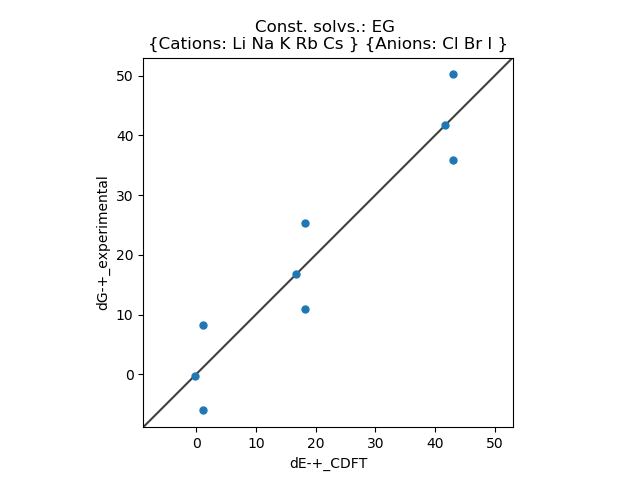 Const. solvs.: EG
{Cations: Li Na K Rb Cs } {Anions: Cl Br I }
50
40
30
20
10
0
dG-+_experimental
0 10 20 30 40 50
dE-+_CDFT